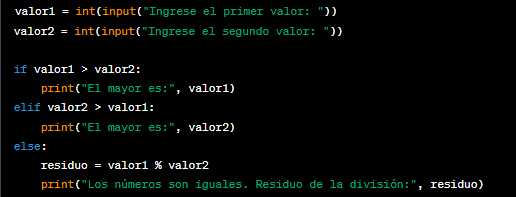 valor1 = int(input("Ingrese el primer valor: "))
valor2 = int(input("Ingrese el segundo valor: "))

if valor1 > valor2:
    print("El mayor es:", valor1)
elif valor2 > valor1:
    print("El mayor es:", valor2)
else:
    residuo = valor1 % valor2
    print("Los números son iguales. Residuo de la división:", residuo)